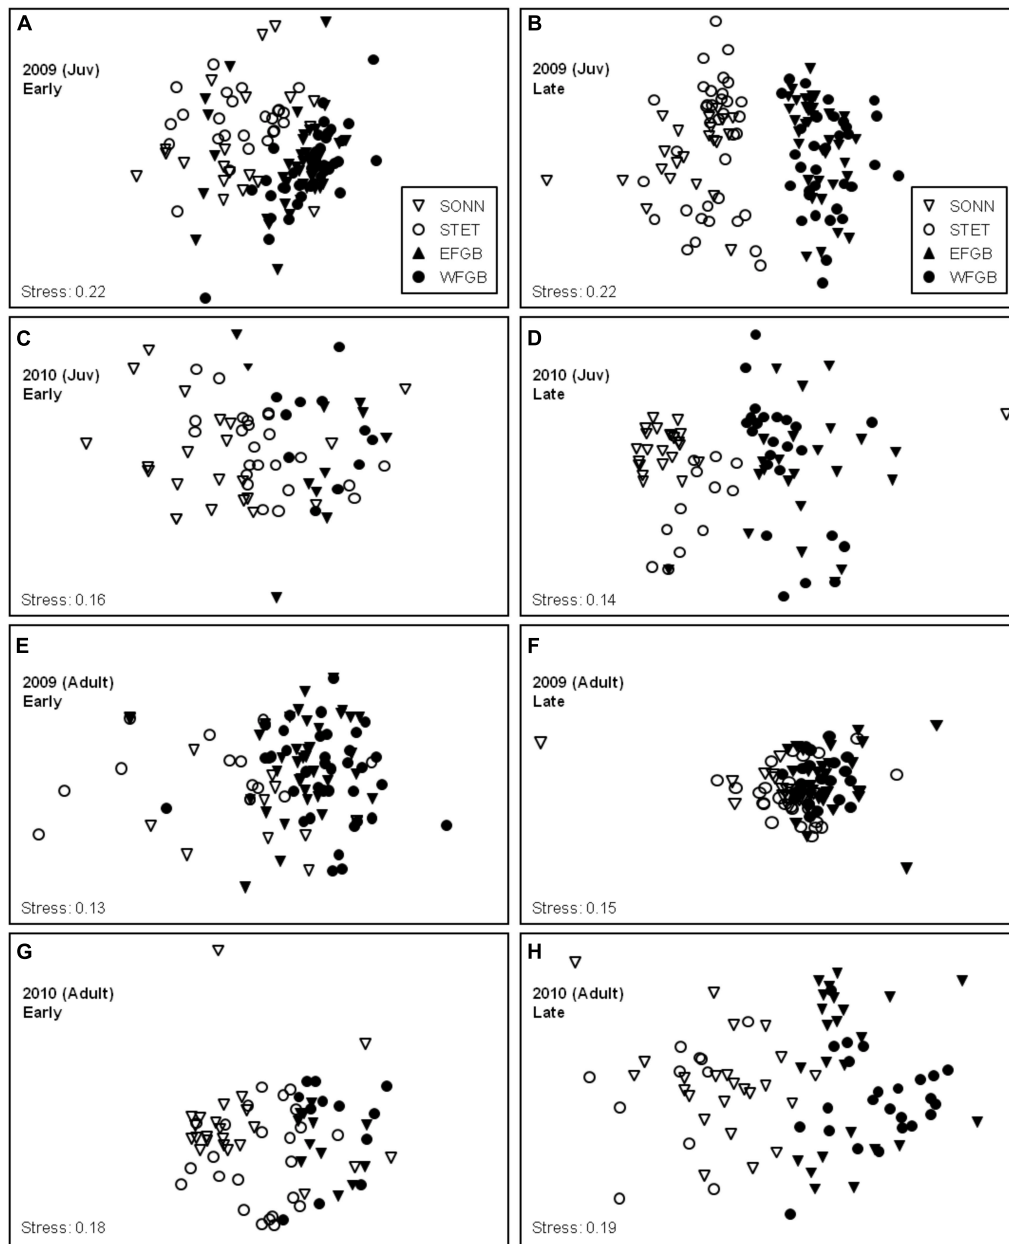 A
2009 (Juv)
Early
SONN
STET
EFGB
WFGB
Stress: 0.22
B
2009 (Juv)
Late
SONN
STET
EFGB
WFGB
Stress: 0.22
C
2010 (Juv)
Early
Stress: 0.16
D
2010 (Juv)
Late
Stress: 0.14
E
2009 (Adult)
Early
Stress: 0.13
F
2009 (Adult)
Late
Stress: 0.15
G
2010 (Adult)
Early
Stress: 0.18
H
2010 (Adult)
Late
Stress: 0.19